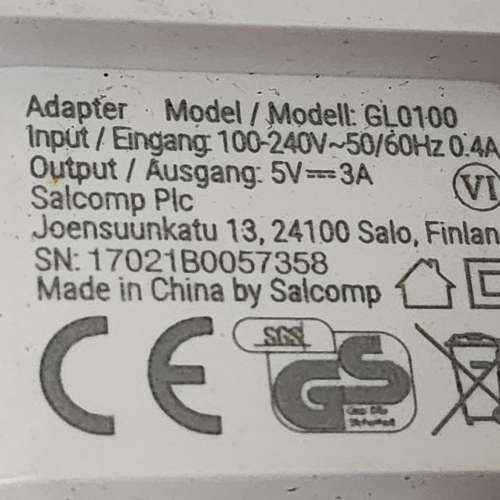 Adapter Model / Modell: GL0100
Input / Eingang: 100-240V~50/60Hz 0.4A
Output / Ausgang: 5V⎓3A
VI
Salcomp Plc
Joensuunkatu 13, 24100 Salo, Finlan
SN: 17021B0057358
Made in China by Salcomp
CE
SGS
GS